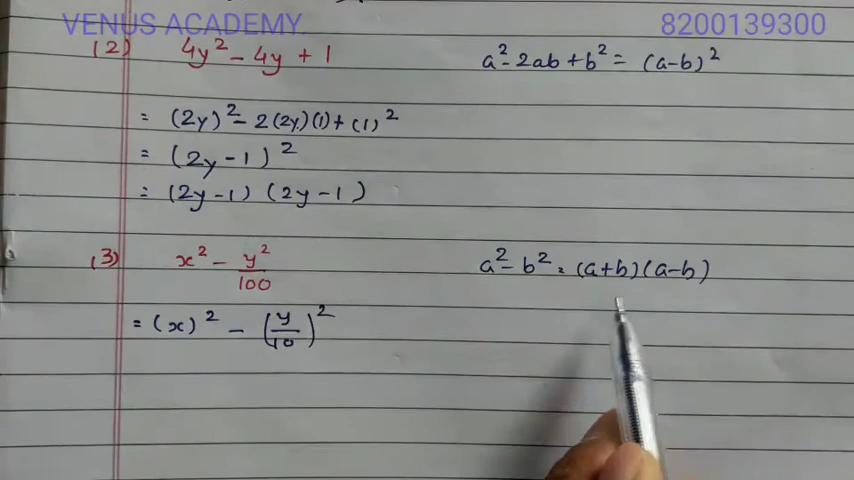 VENUS ACADEMY 8200139300
(2) 4y² - 4y + 1 a² - 2ab + b² = (a-b)²
= (2y)² - 2(2y)(1) + (1)²
= (2y - 1)²
= (2y-1) (2y-1)
(3) x² - y²/100 a² - b² = (a+b)(a-b)
= (x)² - (y/10)²